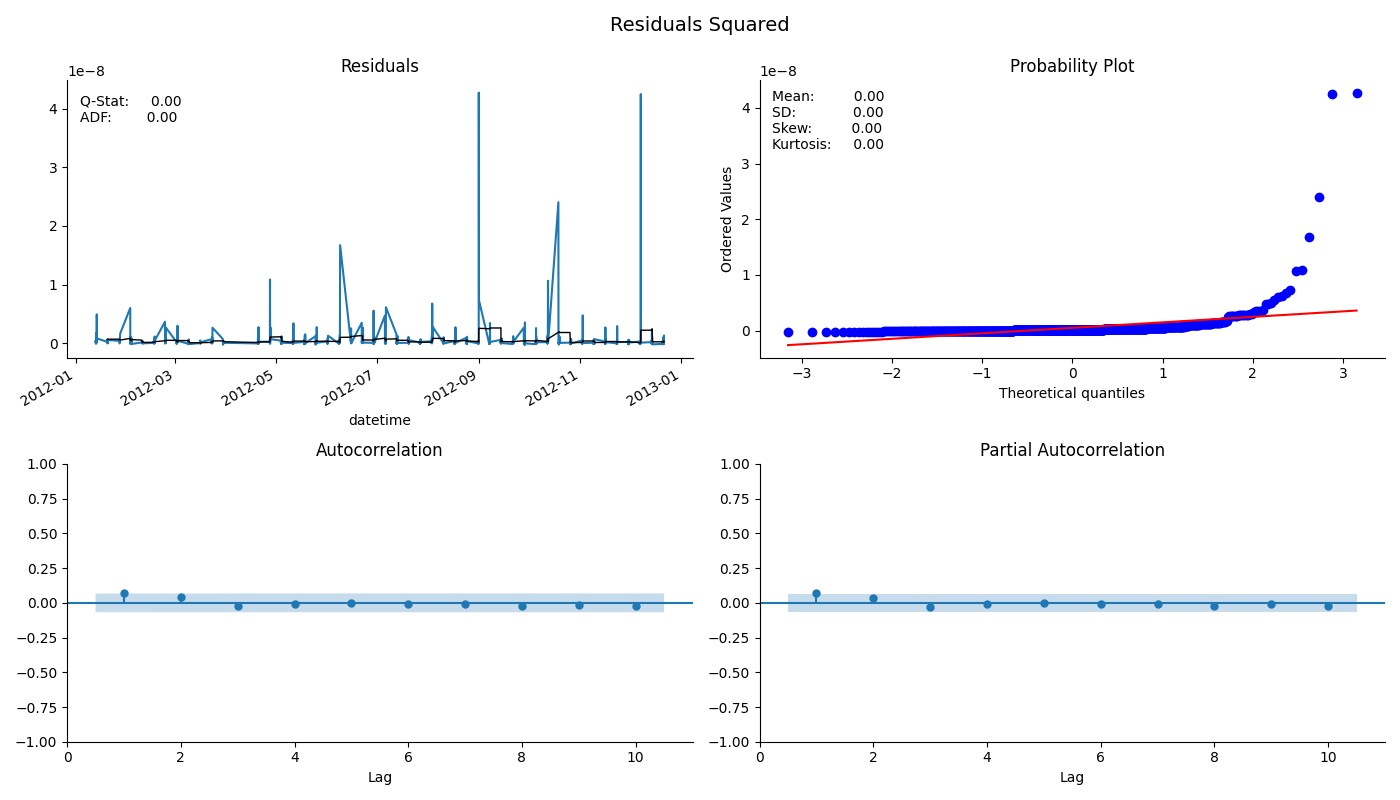 Residuals Squared
Residuals
1e−8
Q-Stat: 0.00
ADF: 0.00
4
3
2
1
0
2012-01
2012-03
2012-05
2012-07
2012-09
2012-11
2013-01
datetime
Probability Plot
1e−8
Mean: 0.00
SD: 0.00
Skew: 0.00
Kurtosis: 0.00
Ordered Values
4
3
2
1
0
−3 −2 −1 0 1 2 3
Theoretical quantiles
Autocorrelation
1.00
0.75
0.50
0.25
0.00
−0.25
−0.50
−0.75
−1.00
0 2 4 6 8 10
Lag
Partial Autocorrelation
1.00
0.75
0.50
0.25
0.00
−0.25
−0.50
−0.75
−1.00
0 2 4 6 8 10
Lag